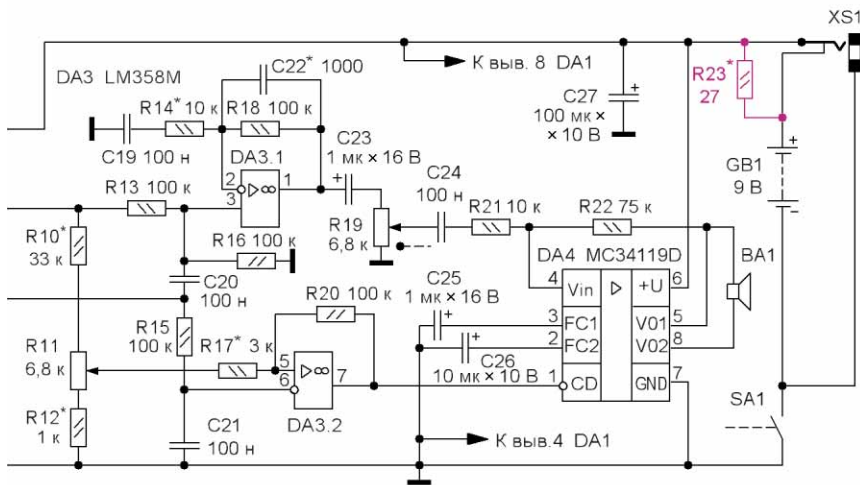 XS1
К выв. 8 DA1
C22* 1000
DA3 LM358M
R14* 10 к
R18 100 к
R23*
27
C27
100 мк ×
× 10 В
C19 100 н
C23
1 мк × 16 В
DA3.1
2
3
▷∞
1
C24
100 н
GB1
9 В
+
−
R13 100 к
R10*
33 к
R16 100 к
R19
6,8 к
R21 10 к
R22 75 к
C20
100 н
DA4 MC34119D
BA1
C25
1 мк × 16 В
4
Vin
▷
+U
6
R20 100 к
3
FC1
V01
5
R15
100 к
2
FC2
V02
8
R11
6,8 к
R17* 3 к
C26
10 мк × 10 В
5
6
▷∞
7
1
CD
GND
7
R12*
1 к
C21
100 н
DA3.2
SA1
К выв.4 DA1